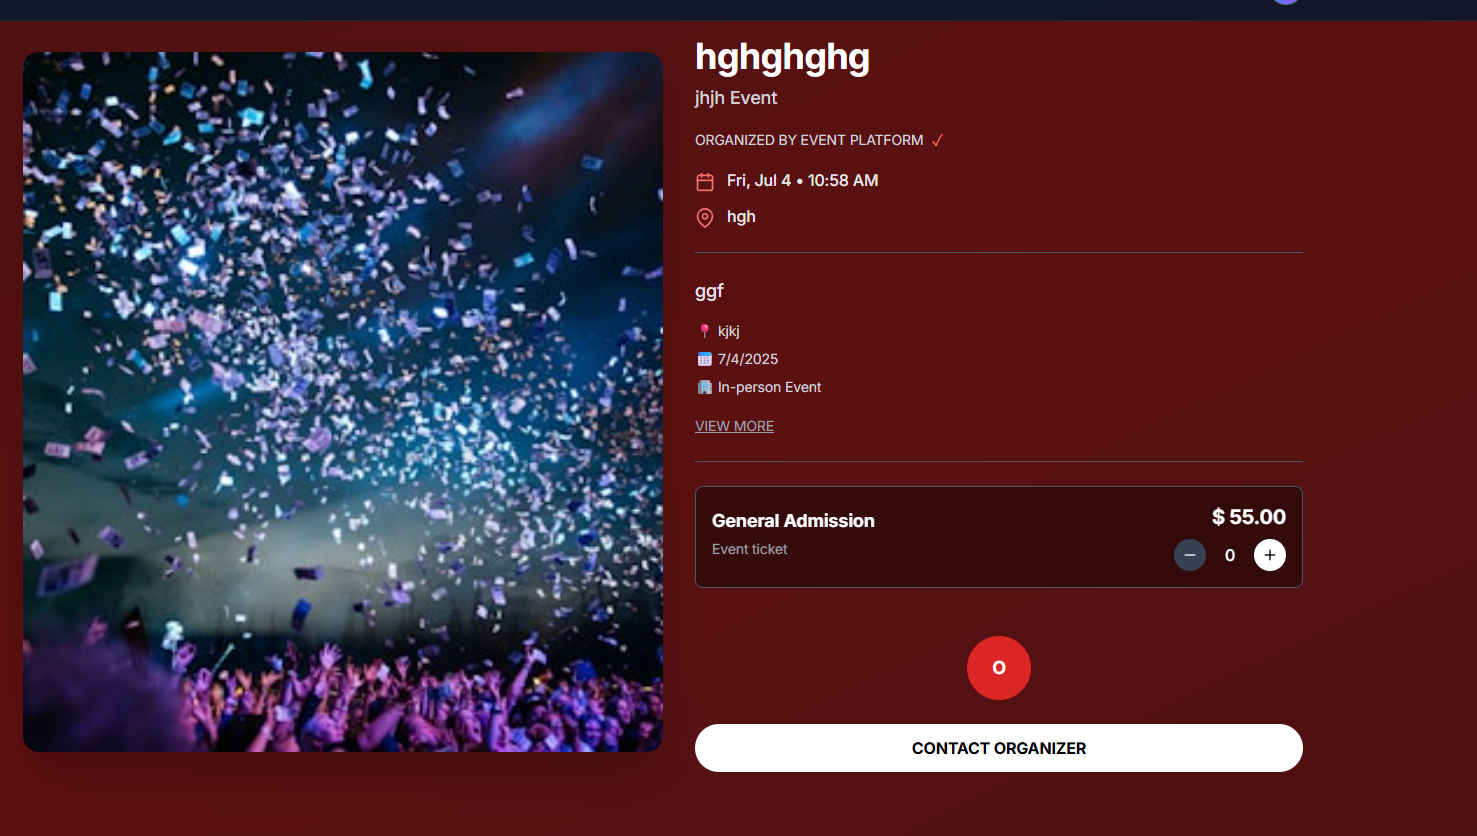 hghghghg
jhjh Event
ORGANIZED BY EVENT PLATFORM ✓
Fri, Jul 4 • 10:58 AM
hgh
ggf
📍 kjkj
📅 7/4/2025
🏢 In-person Event
VIEW MORE
General Admission
$ 55.00
Event ticket
− 0 +
O
CONTACT ORGANIZER